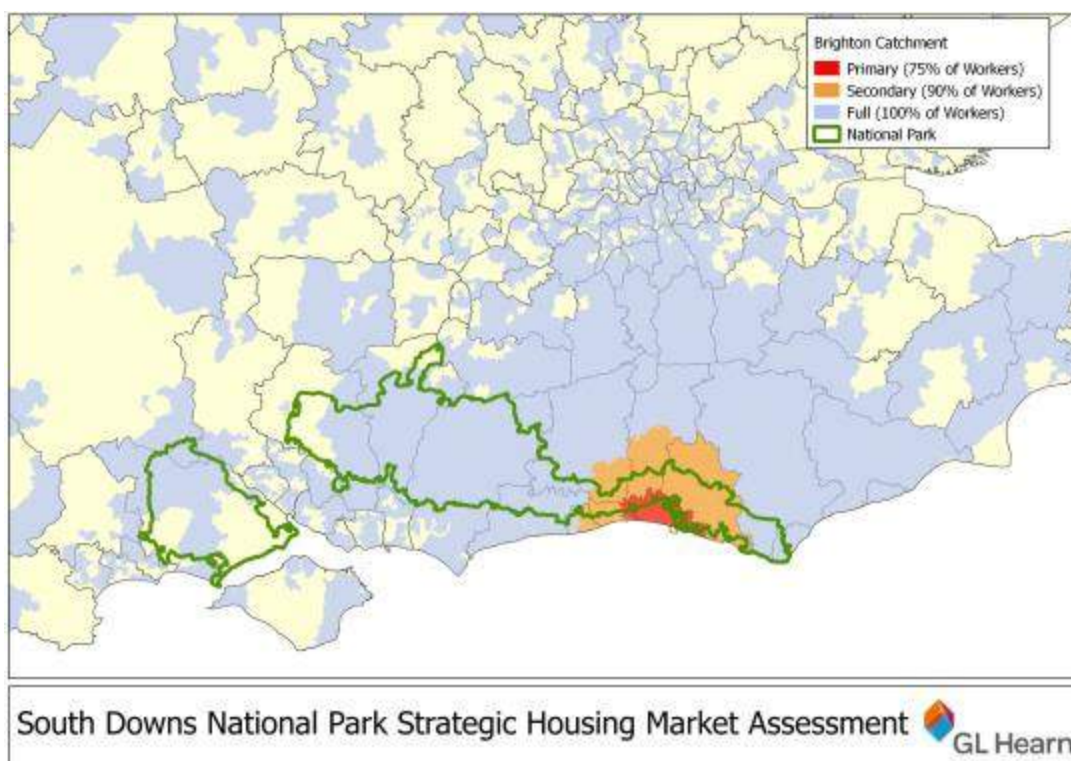 Brighton Catchment
Primary (75% of Workers)
Secondary (90% of Workers)
Full (100% of Workers)
National Park
South Downs National Park Strategic Housing Market Assessment
GL Hearn